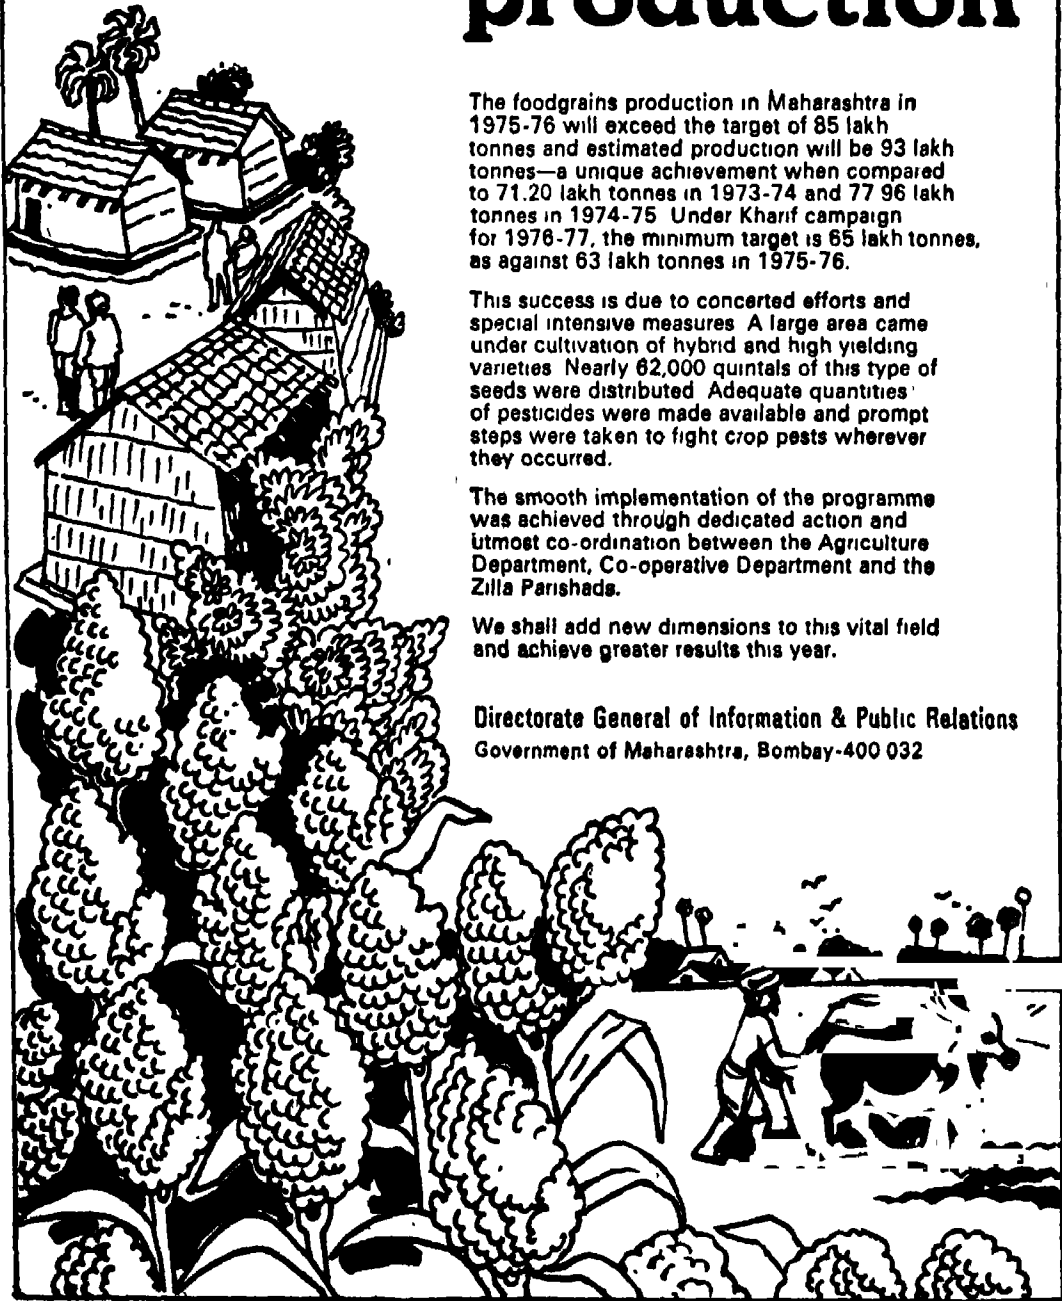 production
The foodgrains production in Maharashtra in
1975-76 will exceed the target of 85 lakh
tonnes and estimated production will be 93 lakh
tonnes—a unique achievement when compared
to 71.20 lakh tonnes in 1973-74 and 77 96 lakh
tonnes in 1974-75 Under Kharif campaign
for 1976-77, the minimum target is 65 lakh tonnes,
as against 63 lakh tonnes in 1975-76.
This success is due to concerted efforts and
special intensive measures A large area came
under cultivation of hybrid and high yielding
varieties Nearly 62,000 quintals of this type of
seeds were distributed Adequate quantities
of pesticides were made available and prompt
steps were taken to fight crop pests wherever
they occurred.
The smooth implementation of the programme
was achieved through dedicated action and
utmost co-ordination between the Agriculture
Department, Co-operative Department and the
Zilla Parishads.
We shall add new dimensions to this vital field
and achieve greater results this year.
Directorate General of Information & Public Relations
Government of Maharashtra, Bombay-400 032